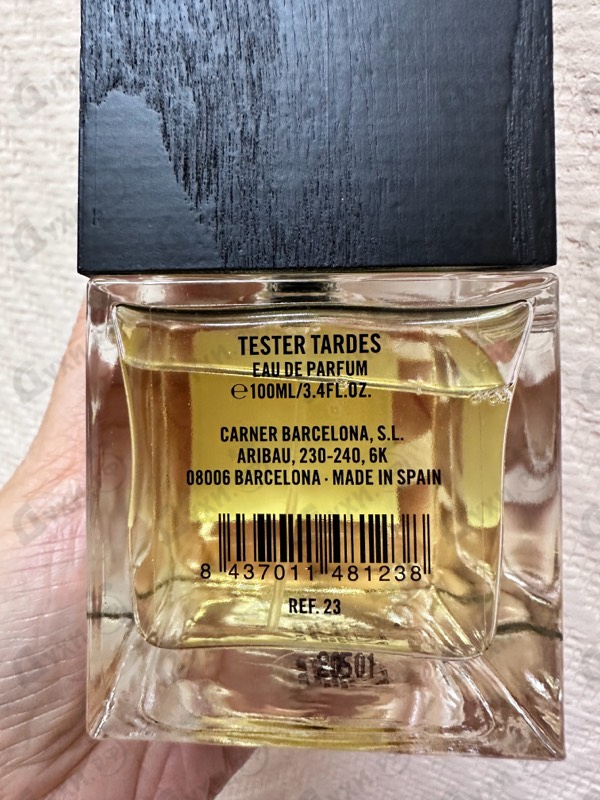 TESTER TARDES
EAU DE PARFUM
℮100ML/3.4FL.OZ.
CARNER BARCELONA, S.L.
ARIBAU, 230-240, 6K
08006 BARCELONA · MADE IN SPAIN
8 437011 481238
REF. 23